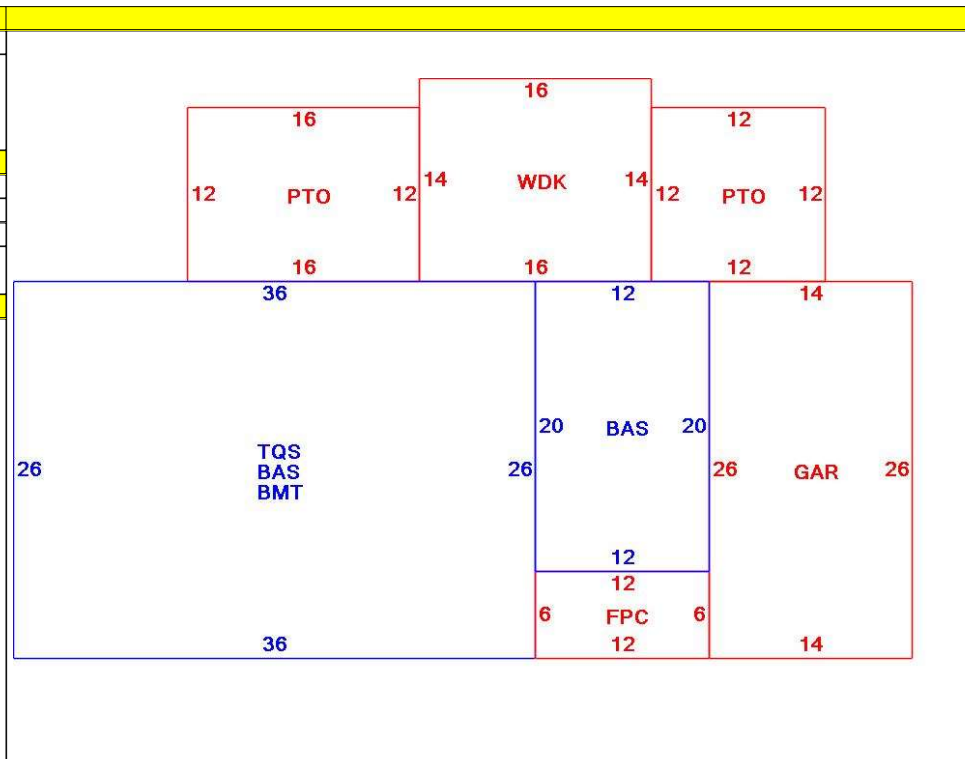 16
16 12
14 WDK 14
12 PTO 12 12 PTO 12
16 16 12
36 12 14
20 BAS 20
TQS
26 BAS 26 26 GAR 26
BMT
12
12
6 FPC 6
36 12 14